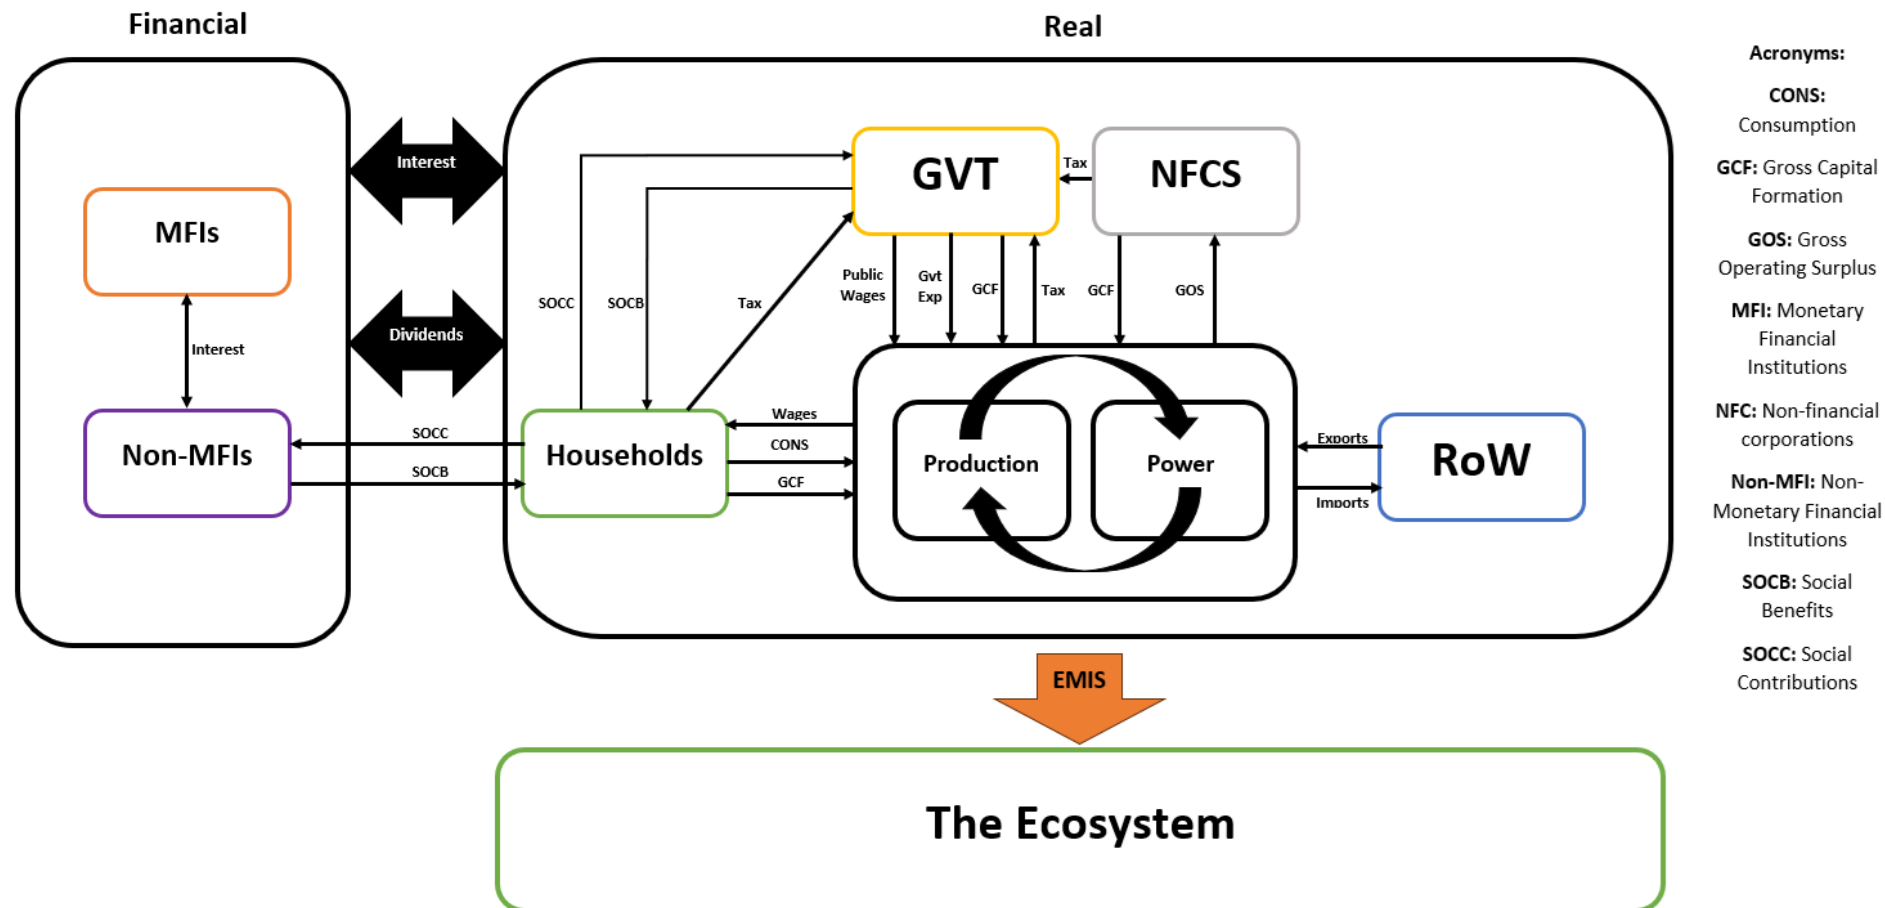 Financial
Real
Interest
Dividends
MFIs
Interest
Non-MFIs
SOCC
SOCB
Households
SOCC
SOCB
Tax
GVT
Tax
NFCS
Public
Wages
Gvt
Exp
GCF
Tax
GCF
GOS
Wages
CONS
GCF
Production
Power
Exports
Imports
RoW
EMIS
The Ecosystem
Acronyms:
CONS:
Consumption
GCF: Gross Capital
Formation
GOS: Gross
Operating Surplus
MFI: Monetary
Financial
Institutions
NFC: Non-financial
corporations
Non-MFI: Non-
Monetary Financial
Institutions
SOCB: Social
Benefits
SOCC: Social
Contributions